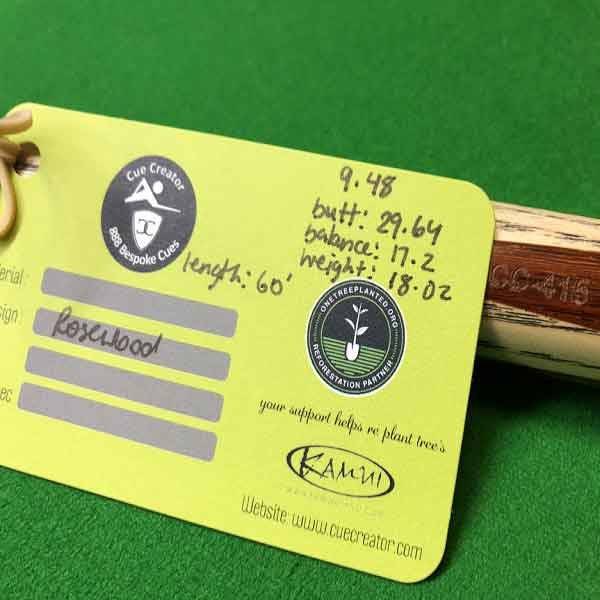 Cue Creator
888 Bespoke Cues
9.48
butt: 29.64
balance: 17.2
weight: 18.02
length: 60'
erial:
sign:
Rosewood
ec
ONETREEPLANTED.ORG
REFORESTATION PARTNER
your support helps re plant tree's
KAMUI
Website: www.cuecreator.com
CC-415